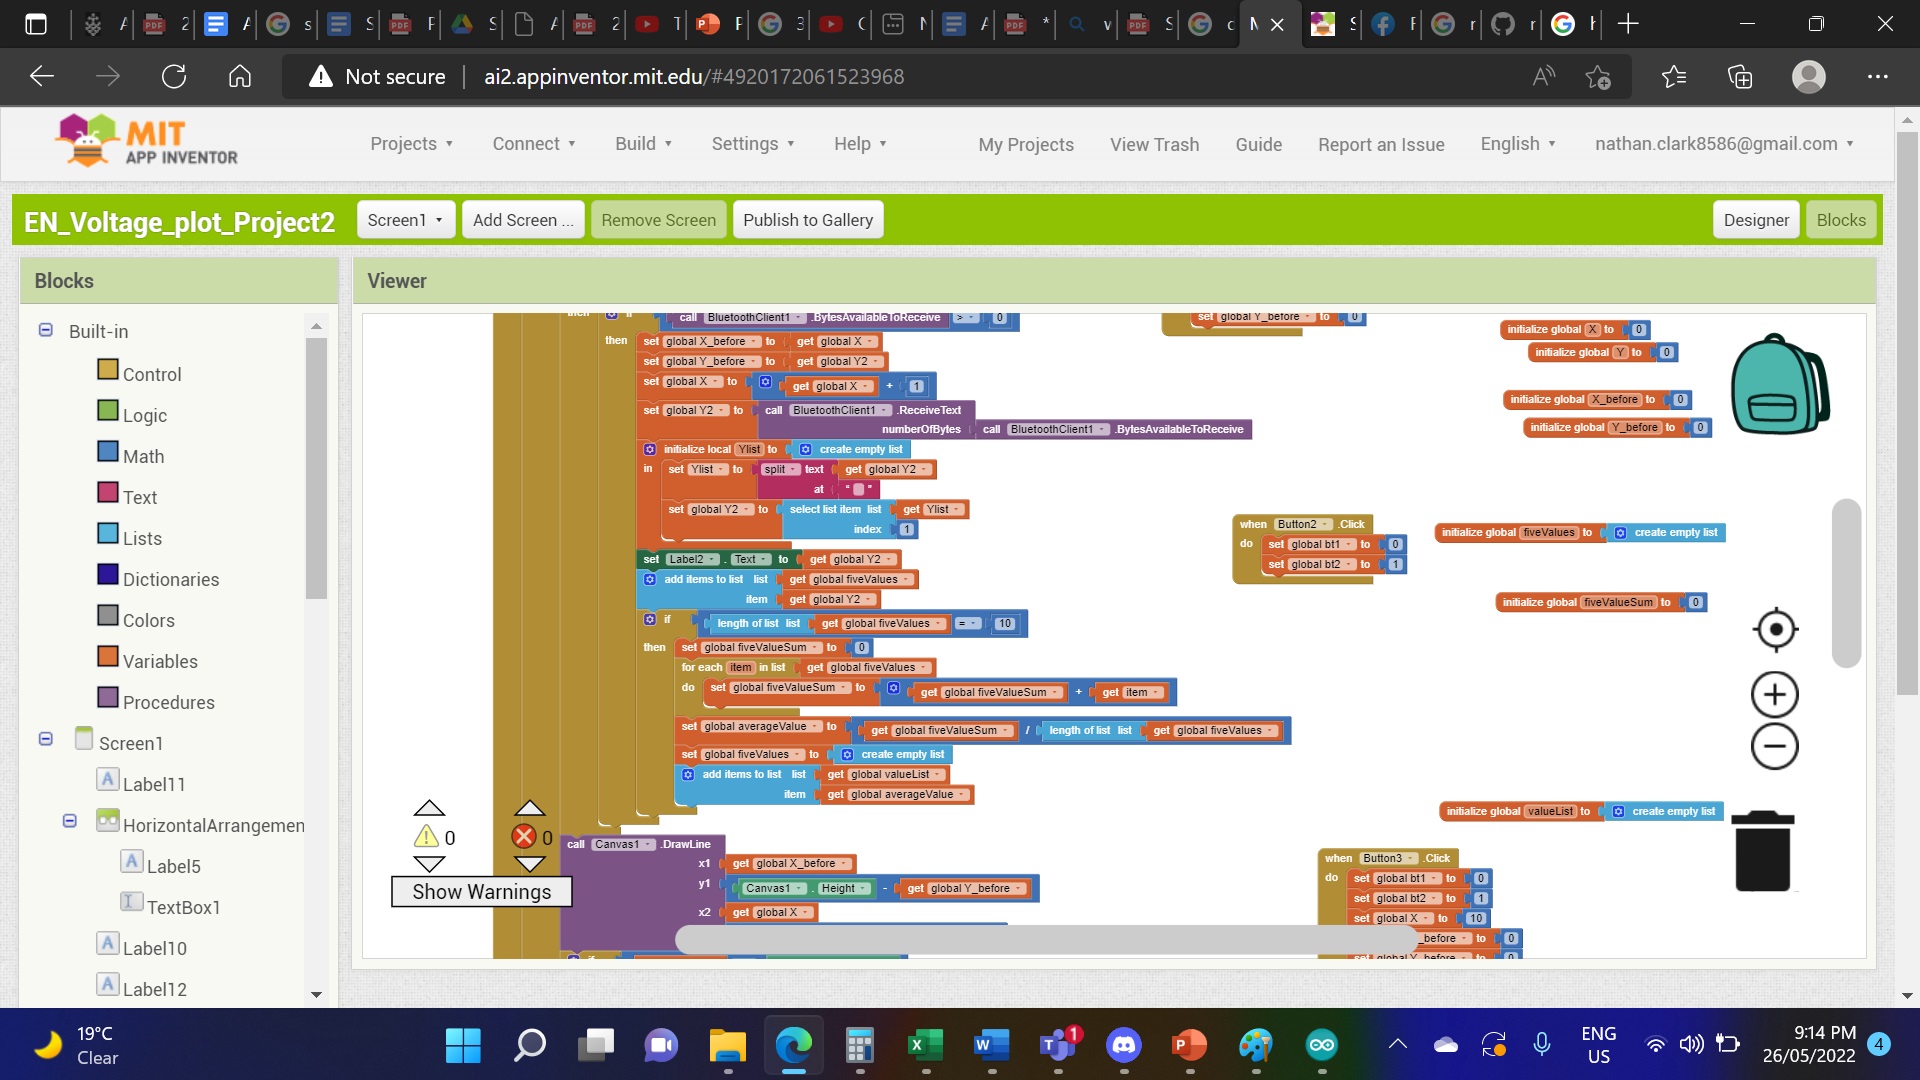 Not secure ai2.appinventor.mit.edu/#4920172061523968
MIT
APP INVENTOR
Projects Connect Build Settings Help My Projects View Trash Guide Report an Issue English nathan.clark8586@gmail.com
EN_Voltage_plot_Project2 Screen1 Add Screen ... Remove Screen Publish to Gallery Designer Blocks
Blocks
Built-in
Control
Logic
Math
Text
Lists
Dictionaries
Colors
Variables
Procedures
Screen1
Label11
HorizontalArrangemen
Label5
TextBox1
Label10
Label12
Viewer
call BluetoothClient1 .BytesAvailableToReceive > 0
then set global X_before to get global X
set global Y_before to get global Y2
set global X to get global X + 1
set global Y2 to call BluetoothClient1 .ReceiveText
numberOfBytes call BluetoothClient1 .BytesAvailableToReceive
initialize local Ylist to create empty list
in set Ylist to split text get global Y2
at " "
set global Y2 to select list item list get Ylist
index 1
set Label2 . Text to get global Y2
add items to list list get global fiveValues
item get global Y2
if length of list list get global fiveValues = 10
then set global fiveValueSum to 0
for each item in list get global fiveValues
do set global fiveValueSum to get global fiveValueSum + get item
set global averageValue to get global fiveValueSum / length of list list get global fiveValues
set global fiveValues to create empty list
add items to list list get global valueList
item get global averageValue
call Canvas1 .DrawLine
x1 get global X_before
y1 Canvas1 . Height - get global Y_before
x2 get global X
set global Y_before to 0
initialize global X to 0
initialize global Y to 0
initialize global X_before to 0
initialize global Y_before to 0
when Button2 .Click
do set global bt1 to 0
set global bt2 to 1
initialize global fiveValues to create empty list
initialize global fiveValueSum to 0
initialize global valueList to create empty list
when Button3 .Click
do set global bt1 to 0
set global bt2 to 1
set global X to 10
_before to 0
set global Y_before to 0
0 0
Show Warnings
19°C
Clear
1
ENG
US
9:14 PM
26/05/2022
4